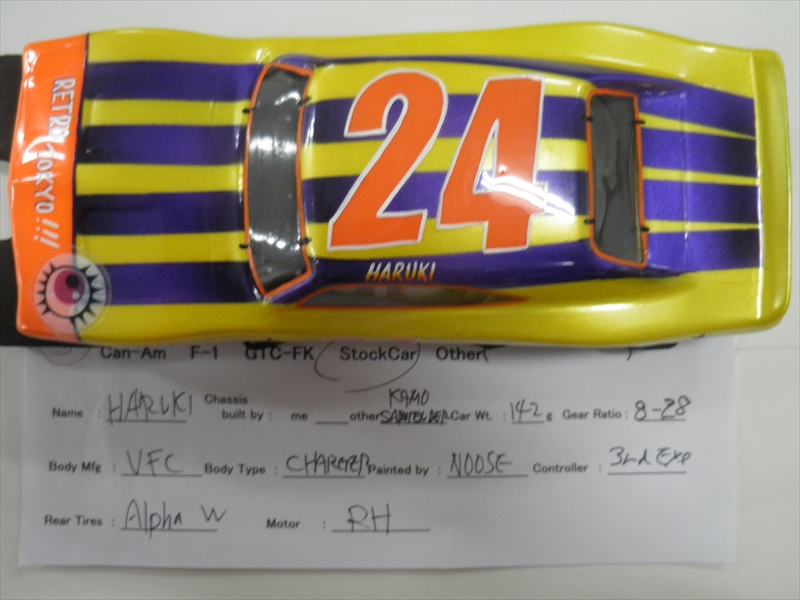 RETRO TOKYO!!!
24
HARUKI
Can-Am F-1 GTC-FK StockCar Other( )
Name : HARUKI Chassis built by : me ____ other KAMO Car Wt. : 142 g Gear Ratio : 8-28
Body Mfg : VFC Body Type : CHARGER Painted by : NOOSE Controller : 3rd Eye
Rear Tires : Alpha W Motor : RH